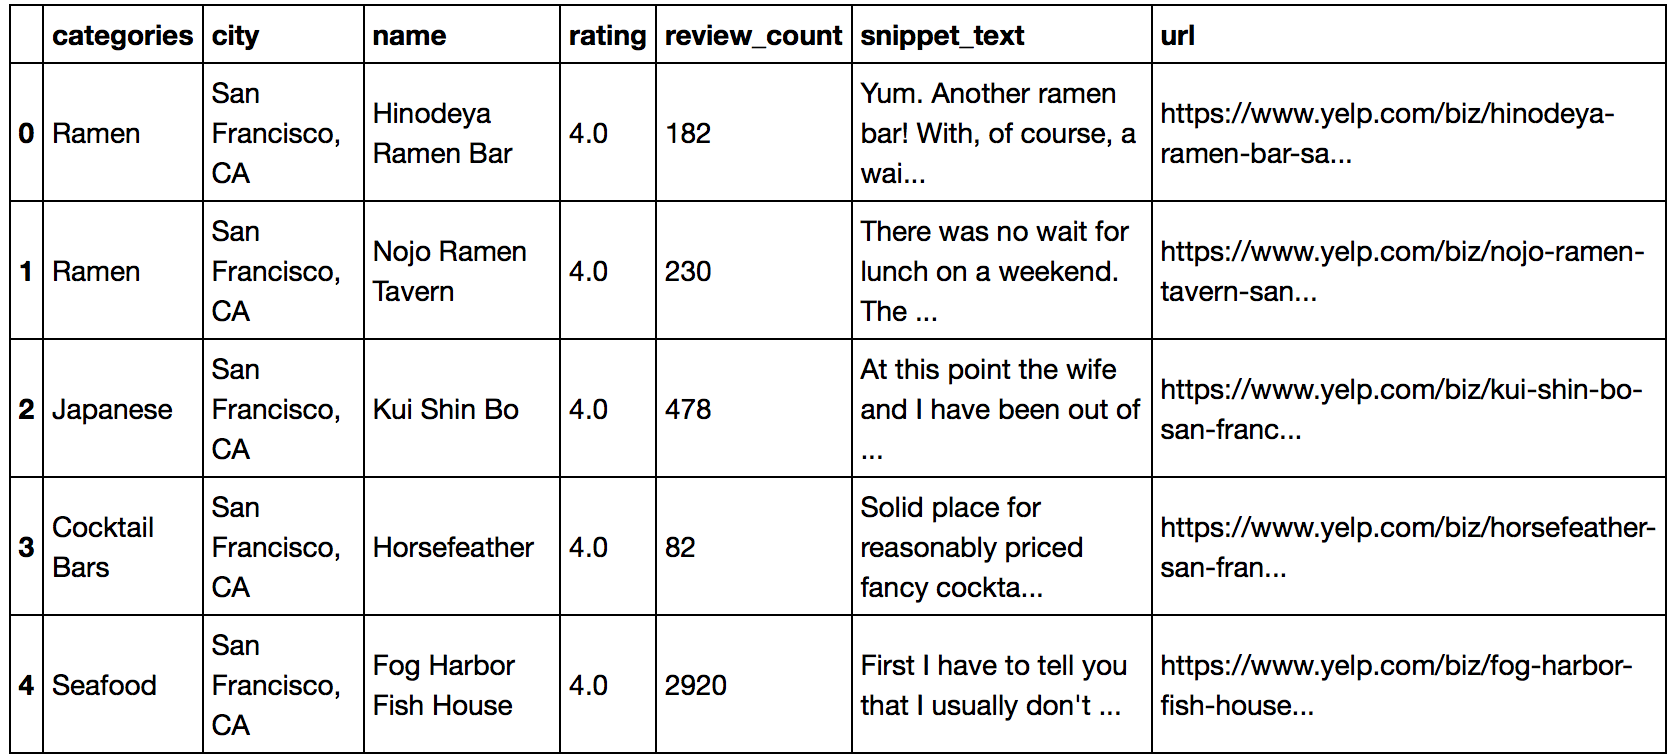 categories city name rating review_count snippet_text url
0 Ramen San Francisco, CA Hinodeya Ramen Bar 4.0 182 Yum. Another ramen bar! With, of course, a wai... https://www.yelp.com/biz/hinodeya-ramen-bar-sa...
1 Ramen San Francisco, CA Nojo Ramen Tavern 4.0 230 There was no wait for lunch on a weekend. The ... https://www.yelp.com/biz/nojo-ramen-tavern-san...
2 Japanese San Francisco, CA Kui Shin Bo 4.0 478 At this point the wife and I have been out of ... https://www.yelp.com/biz/kui-shin-bo-san-franc...
3 Cocktail Bars San Francisco, CA Horsefeather 4.0 82 Solid place for reasonably priced fancy cockta... https://www.yelp.com/biz/horsefeather-san-fran...
4 Seafood San Francisco, CA Fog Harbor Fish House 4.0 2920 First I have to tell you that I usually don't ... https://www.yelp.com/biz/fog-harbor-fish-house...